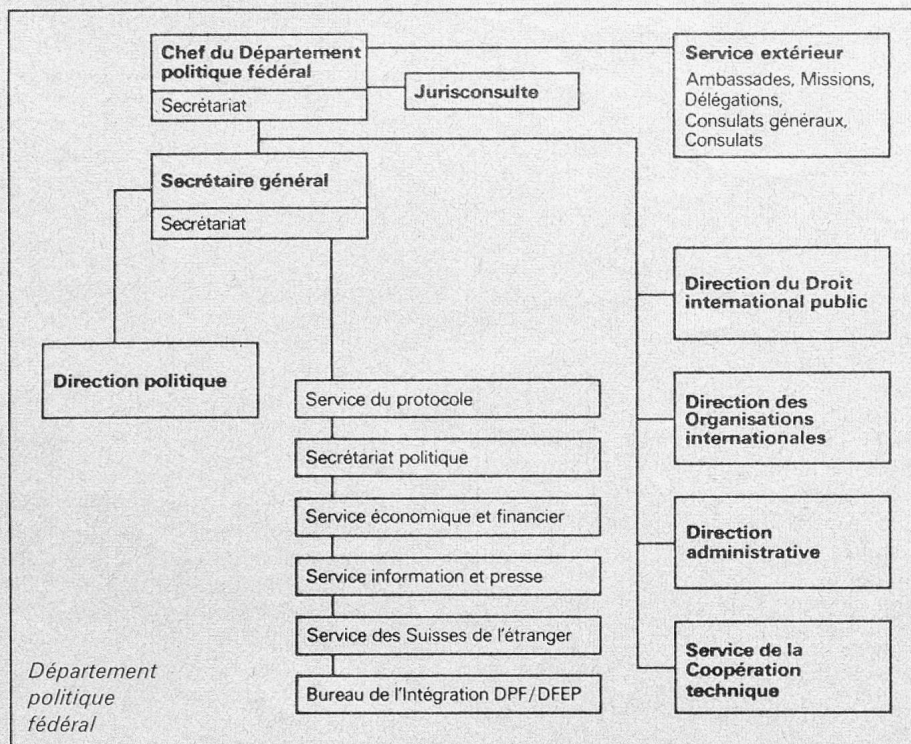 Chef du Département
politique fédéral
Secrétariat
Jurisconsulte
Service extérieur
Ambassades, Missions,
Délégations,
Consulats généraux,
Consulats
Secrétaire général
Secrétariat
Direction politique
Service du protocole
Secrétariat politique
Service économique et financier
Service information et presse
Service des Suisses de l'étranger
Bureau de l'Intégration DPF/DFEP
Direction du Droit
international public
Direction des
Organisations
internationales
Direction
administrative
Service de la
Coopération
technique
Département
politique
fédéral